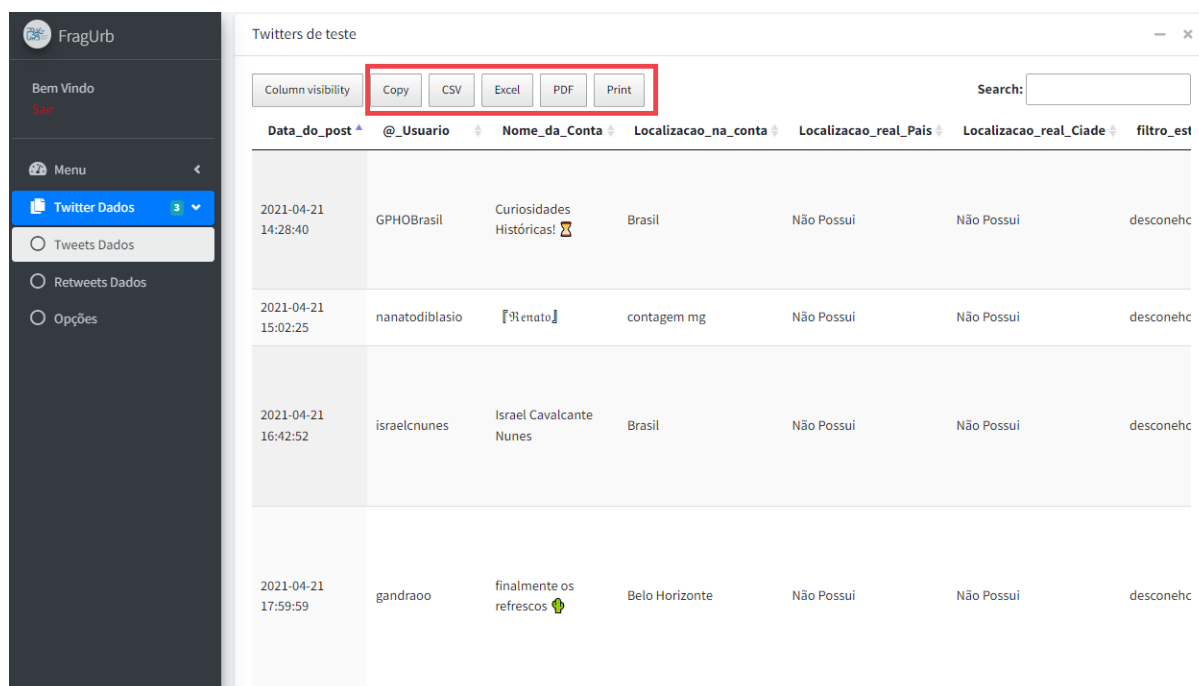 FragUrb
Bem Vindo
Sair
Menu
Twitter Dados 3
Tweets Dados
Retweets Dados
Opções
Twitters de teste
Column visibility Copy CSV Excel PDF Print Search:
Data_do_post @_Usuario Nome_da_Conta Localizacao_na_conta Localizacao_real_Pais Localizacao_real_Ciade filtro_est
2021-04-21 GPHOBrasil Curiosidades Brasil Não Possui Não Possui desconehc
14:28:40 Históricas! ⌛
2021-04-21 nanatodiblasio 『ℜ𝔢𝔫𝔞𝔱𝔬』 contagem mg Não Possui Não Possui desconehc
15:02:25
2021-04-21 israelcnunes Israel Cavalcante Brasil Não Possui Não Possui desconehc
16:42:52 Nunes
2021-04-21 gandraoo finalmente os Belo Horizonte Não Possui Não Possui desconehc
17:59:59 refrescos 🌵